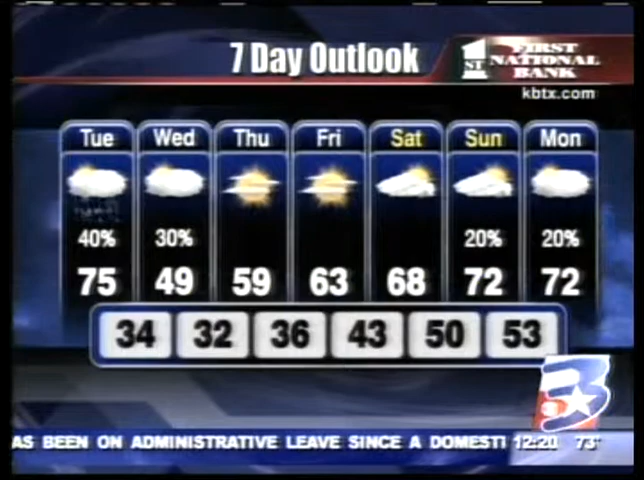 7 Day Outlook
1ST FIRST NATIONAL BANK
kbtx.com
Tue Wed Thu Fri Sat Sun Mon
40% 30% 20% 20%
75 49 59 63 68 72 72
34 32 36 43 50 53
3
AS BEEN ON ADMINISTRATIVE LEAVE SINCE A DOMESTI 12:20 73°